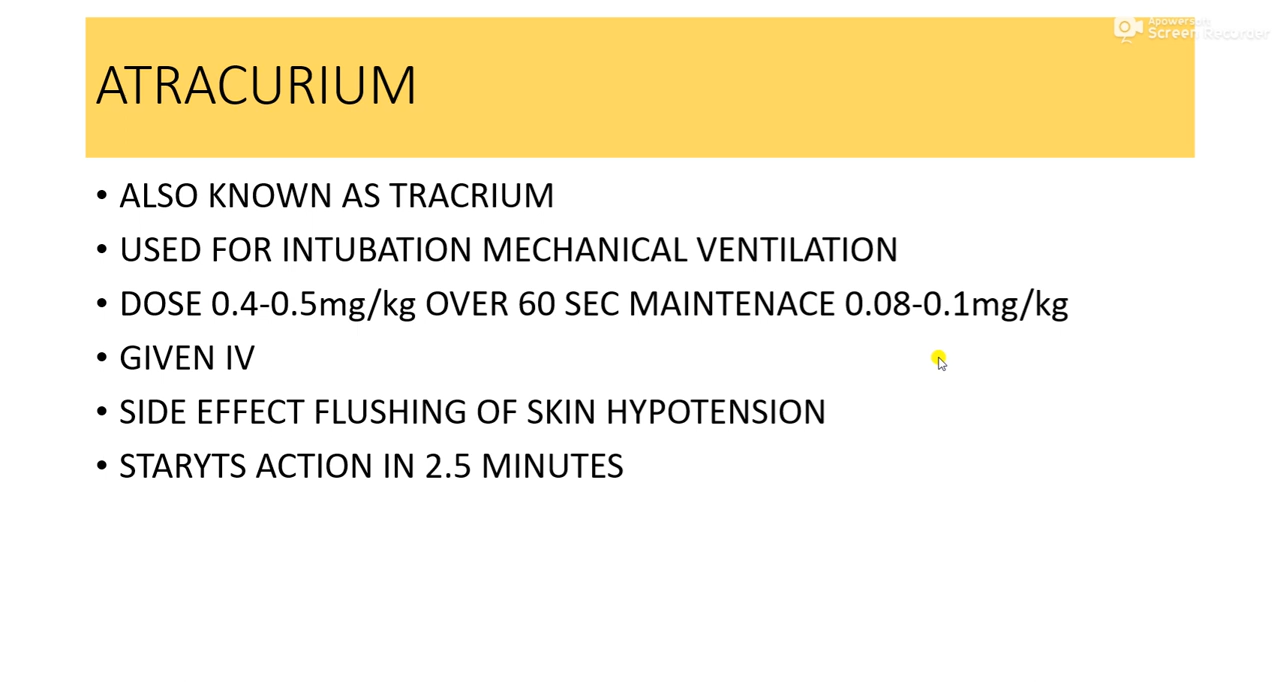 Apowersoft
Screen Recorder
ATRACURIUM
• ALSO KNOWN AS TRACRIUM
• USED FOR INTUBATION MECHANICAL VENTILATION
• DOSE 0.4-0.5mg/kg OVER 60 SEC MAINTENACE 0.08-0.1mg/kg
• GIVEN IV
• SIDE EFFECT FLUSHING OF SKIN HYPOTENSION
• STARYTS ACTION IN 2.5 MINUTES